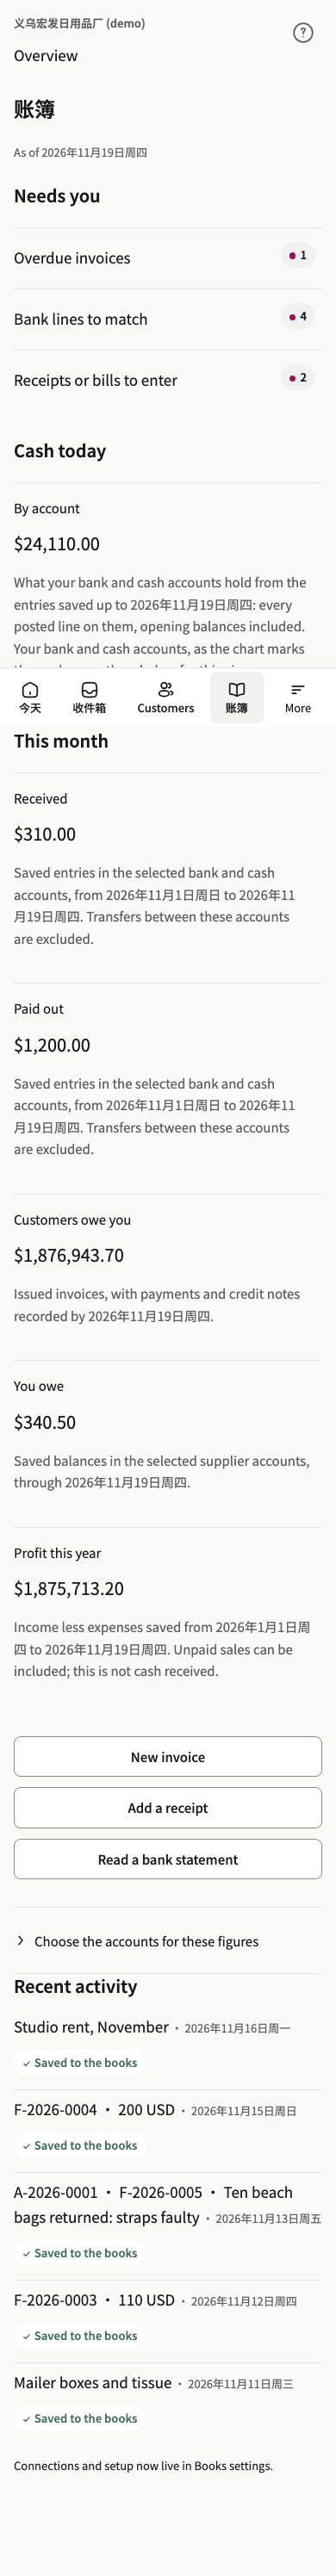 义乌宏发日用品厂 (demo)
Overview
账簿
As of 2026年11月19日周四
Needs you
Overdue invoices
1
Bank lines to match
4
Receipts or bills to enter
2
Cash today
By account
$24,110.00
What your bank and cash accounts hold from the
entries saved up to 2026年11月19日周四: every
posted line on them, opening balances included.
Your bank and cash accounts, as the chart marks
今天
收件箱
Customers
账簿
More
This month
Received
$310.00
Saved entries in the selected bank and cash
accounts, from 2026年11月1日周日 to 2026年11
月19日周四. Transfers between these accounts
are excluded.
Paid out
$1,200.00
Saved entries in the selected bank and cash
accounts, from 2026年11月1日周日 to 2026年11
月19日周四. Transfers between these accounts
are excluded.
Customers owe you
$1,876,943.70
Issued invoices, with payments and credit notes
recorded by 2026年11月19日周四.
You owe
$340.50
Saved balances in the selected supplier accounts,
through 2026年11月19日周四.
Profit this year
$1,875,713.20
Income less expenses saved from 2026年1月1日周
四 to 2026年11月19日周四. Unpaid sales can be
included; this is not cash received.
New invoice
Add a receipt
Read a bank statement
Choose the accounts for these figures
Recent activity
Studio rent, November · 2026年11月16日周一
Saved to the books
F-2026-0004 · 200 USD · 2026年11月15日周日
Saved to the books
A-2026-0001 · F-2026-0005 · Ten beach
bags returned: straps faulty · 2026年11月13日周五
Saved to the books
F-2026-0003 · 110 USD · 2026年11月12日周四
Saved to the books
Mailer boxes and tissue · 2026年11月11日周三
Saved to the books
Connections and setup now live in Books settings.